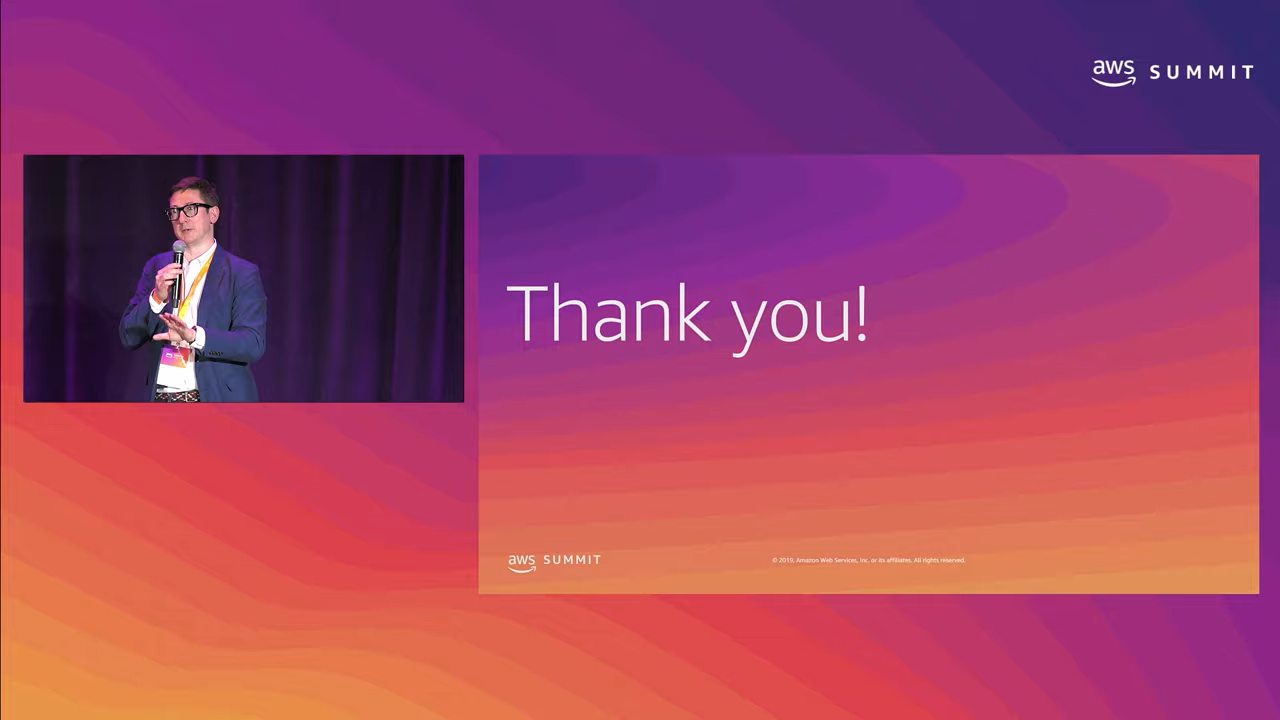 aws SUMMIT
Thank you!
aws SUMMIT
© 2019, Amazon Web Services, Inc. or its affiliates. All rights reserved.